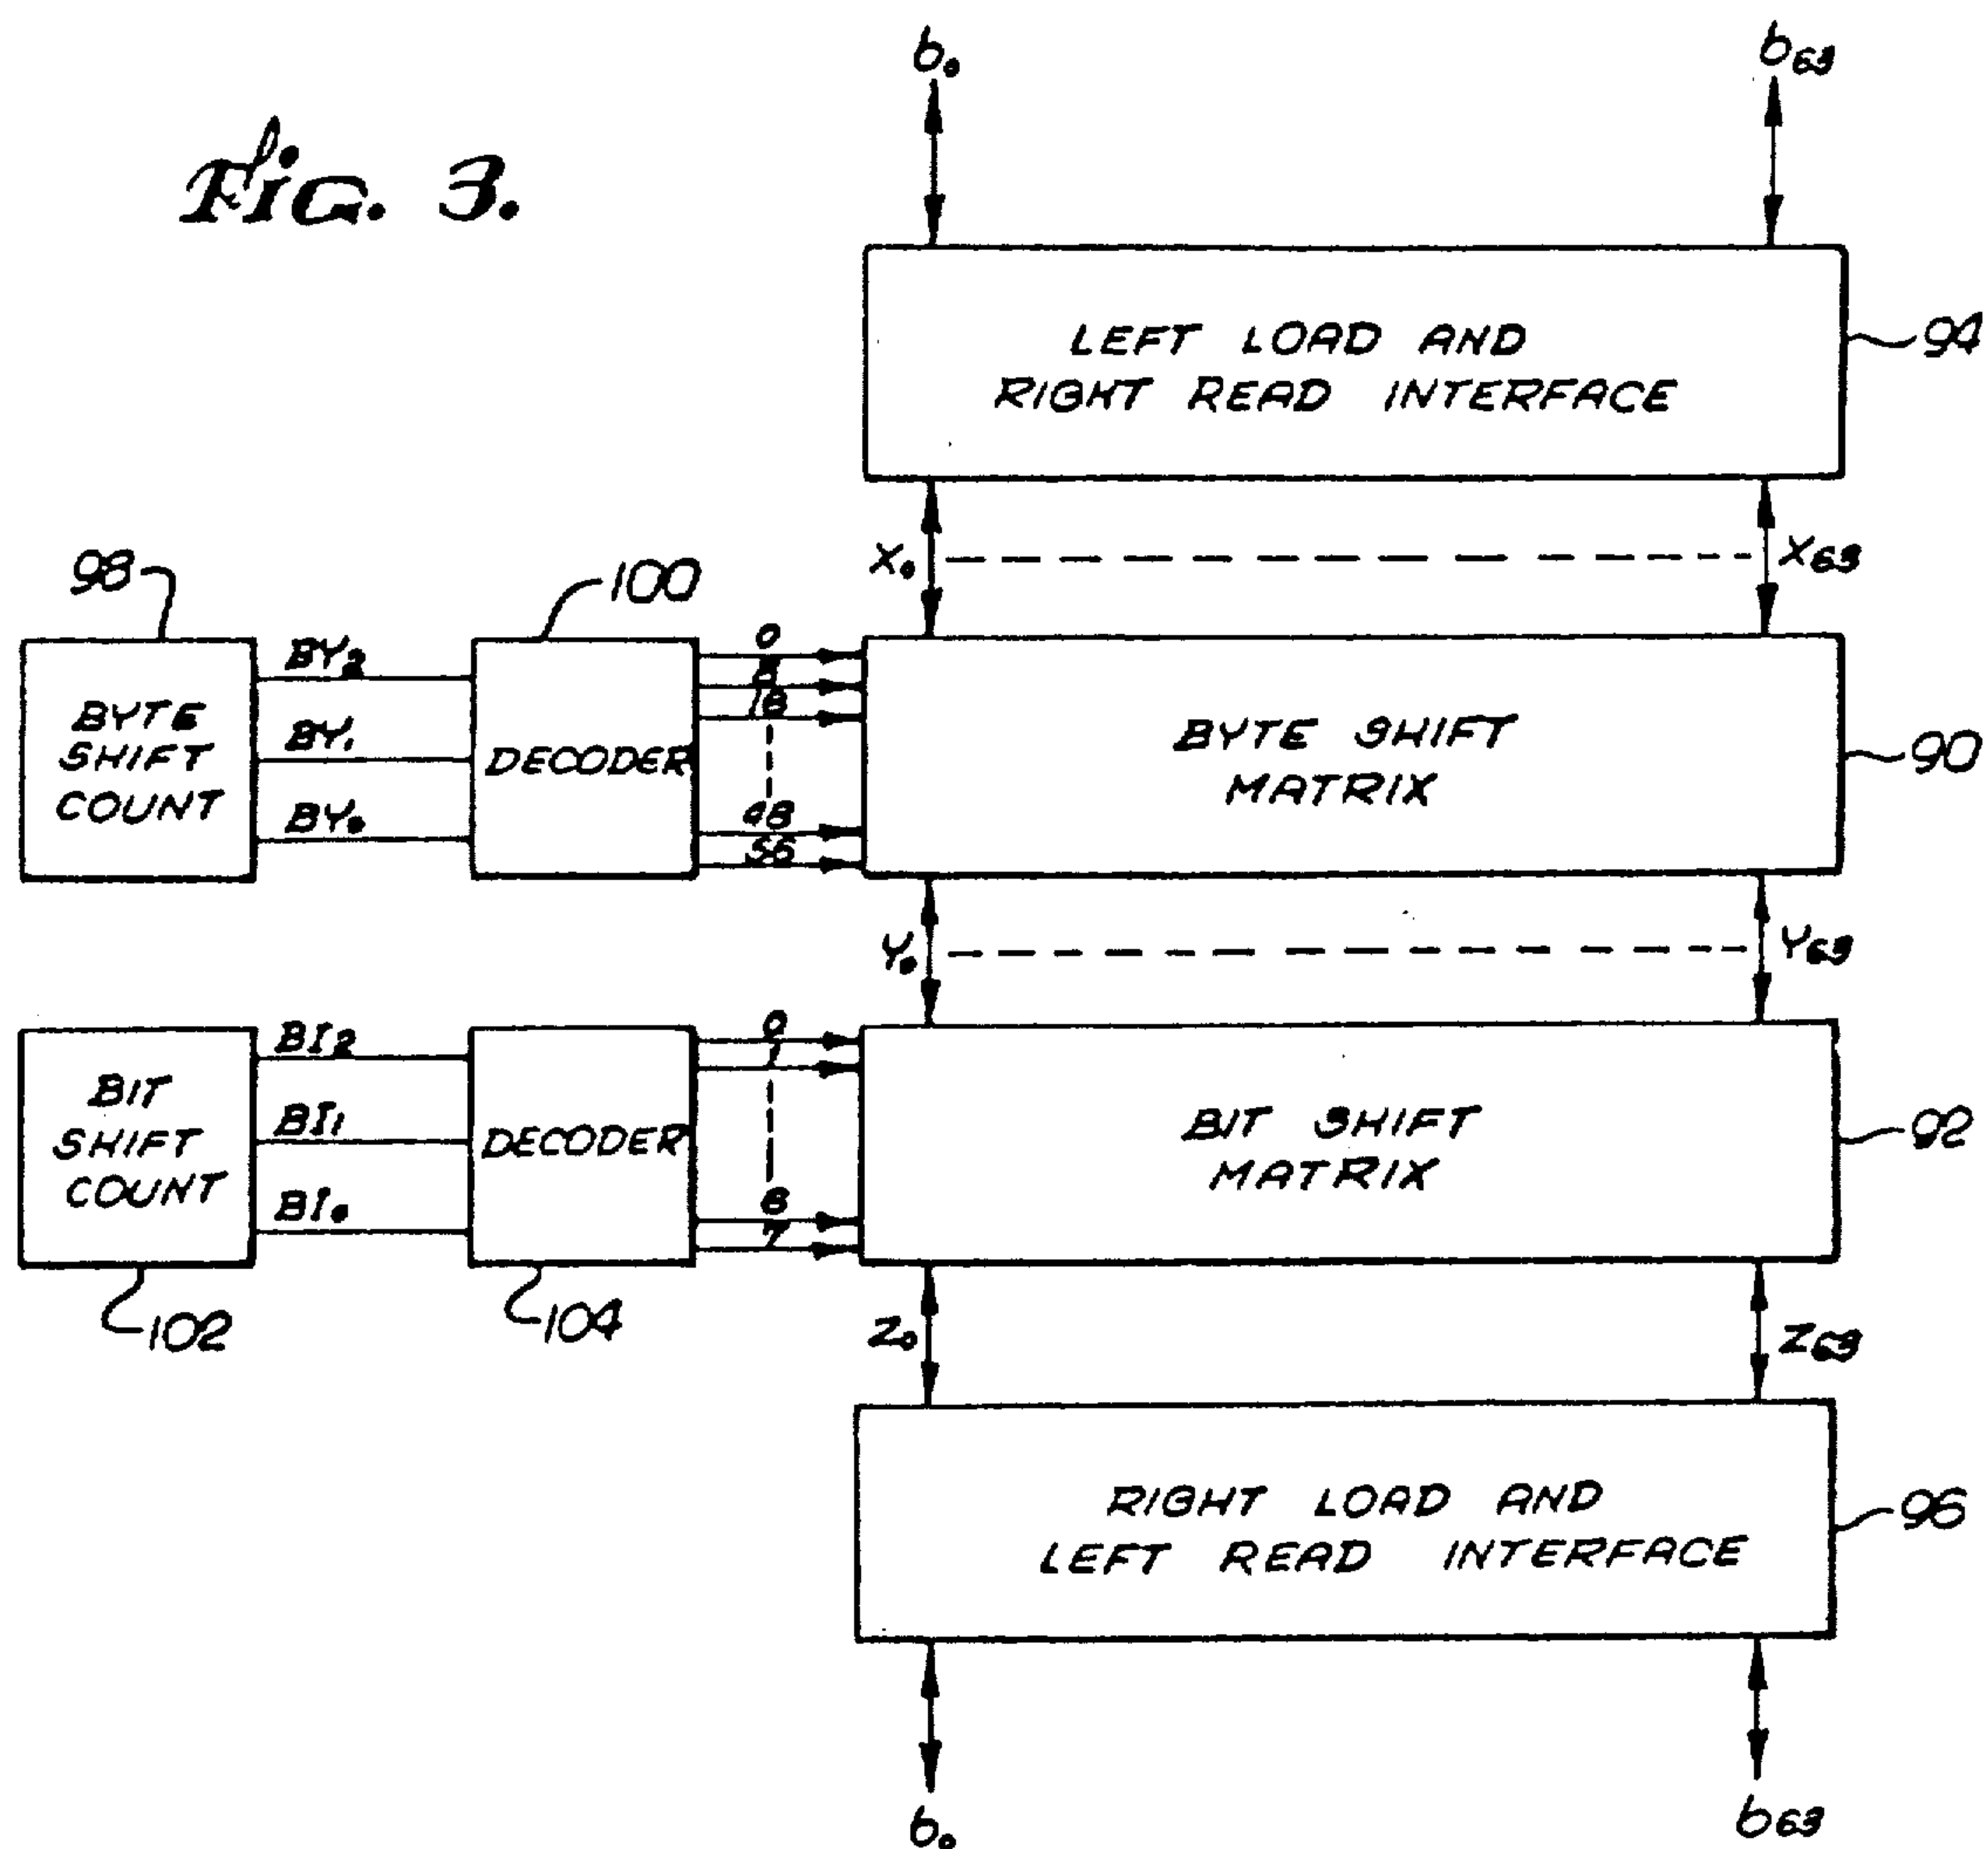 Fig. 3.
b₀ b₆₃
LEFT LOAD AND
RIGHT READ INTERFACE
94
X₀ X₆₃
98
100
BYTE
SHIFT
COUNT
BY₂
BY₁
BY₀
DECODER
0
8
16
48
56
BYTE SHIFT
MATRIX
90
Y₀ Y₆₃
BIT
SHIFT
COUNT
BI₂
BI₁
BI₀
DECODER
0
1
6
7
BIT SHIFT
MATRIX
92
102
104
Z₀ Z₆₃
RIGHT LOAD AND
LEFT READ INTERFACE
96
b₀ b₆₃